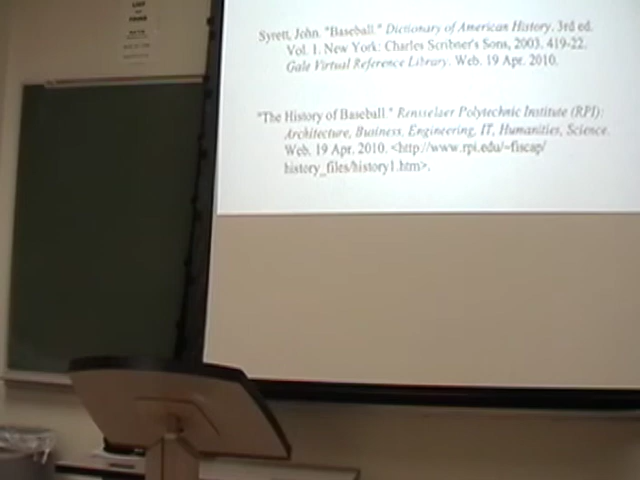 Syrett, John. "Baseball." Dictionary of American History. 3rd ed.
Vol. 1. New York: Charles Scribner's Sons, 2003. 419-22.
Gale Virtual Reference Library. Web. 19 Apr. 2010.
"The History of Baseball." Rensselaer Polytechnic Institute (RPI):
Architecture, Business, Engineering, IT, Humanities, Science.
Web. 19 Apr. 2010. <http://www.rpi.edu/~fiscap/
history_files/history1.htm>.